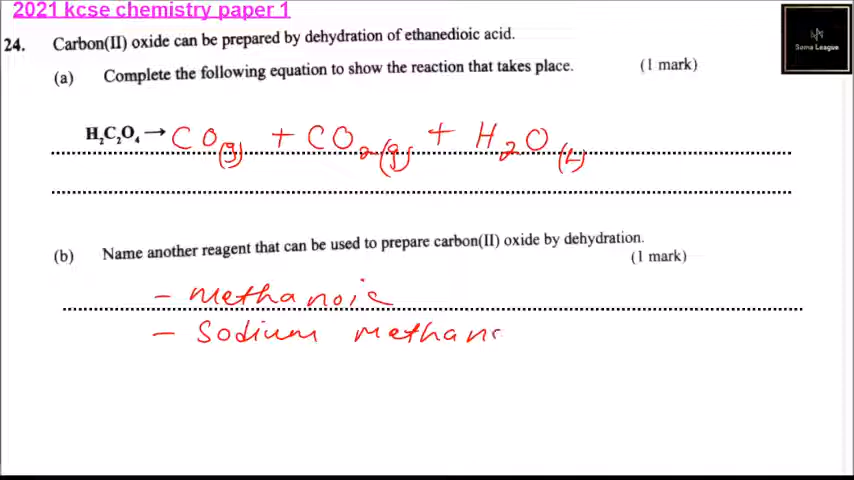 2021 kcse chemistry paper 1
Soma League
24. Carbon(II) oxide can be prepared by dehydration of ethanedioic acid.
(a) Complete the following equation to show the reaction that takes place. (1 mark)
H₂C₂O₄ → CO(g) + CO₂(g) + H₂O(l)
(b) Name another reagent that can be used to prepare carbon(II) oxide by dehydration.
(1 mark)
- methanoic
- Sodium methano